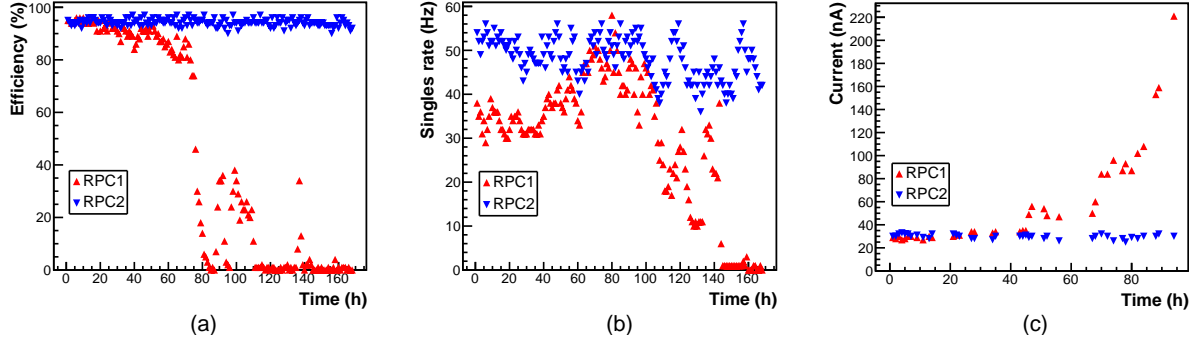 Efficiency (%)
100
80
60
40
20
0
RPC1
RPC2
0 20 40 60 80 100 120 140 160
Time (h)
(a)
Singles rate (Hz)
60
50
40
30
20
10
0
RPC1
RPC2
0 20 40 60 80 100 120 140 160
Time (h)
(b)
Current (nA)
220
200
180
160
140
120
100
80
60
40
20
0
RPC1
RPC2
0 20 40 60 80
Time (h)
(c)